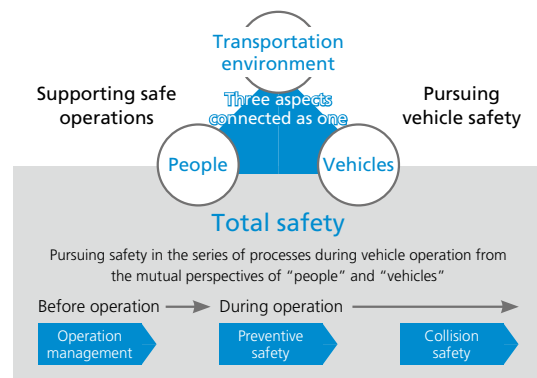 Transportation
environment
Supporting safe
operations
Three aspects
connected as one
Pursuing
vehicle safety
People
Vehicles
Total safety
Pursuing safety in the series of processes during vehicle operation from
the mutual perspectives of “people” and “vehicles”
Before operation
During operation
Operation
management
Preventive
safety
Collision
safety